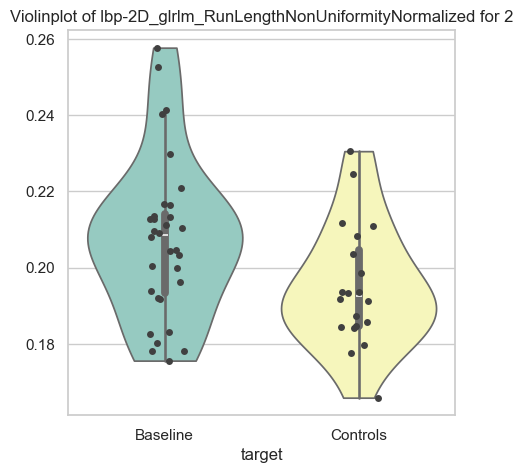 Violinplot of lbp-2D_glrlm_RunLengthNonUniformityNormalized for 2
0.26
0.24
0.22
0.20
0.18
Baseline Controls
target